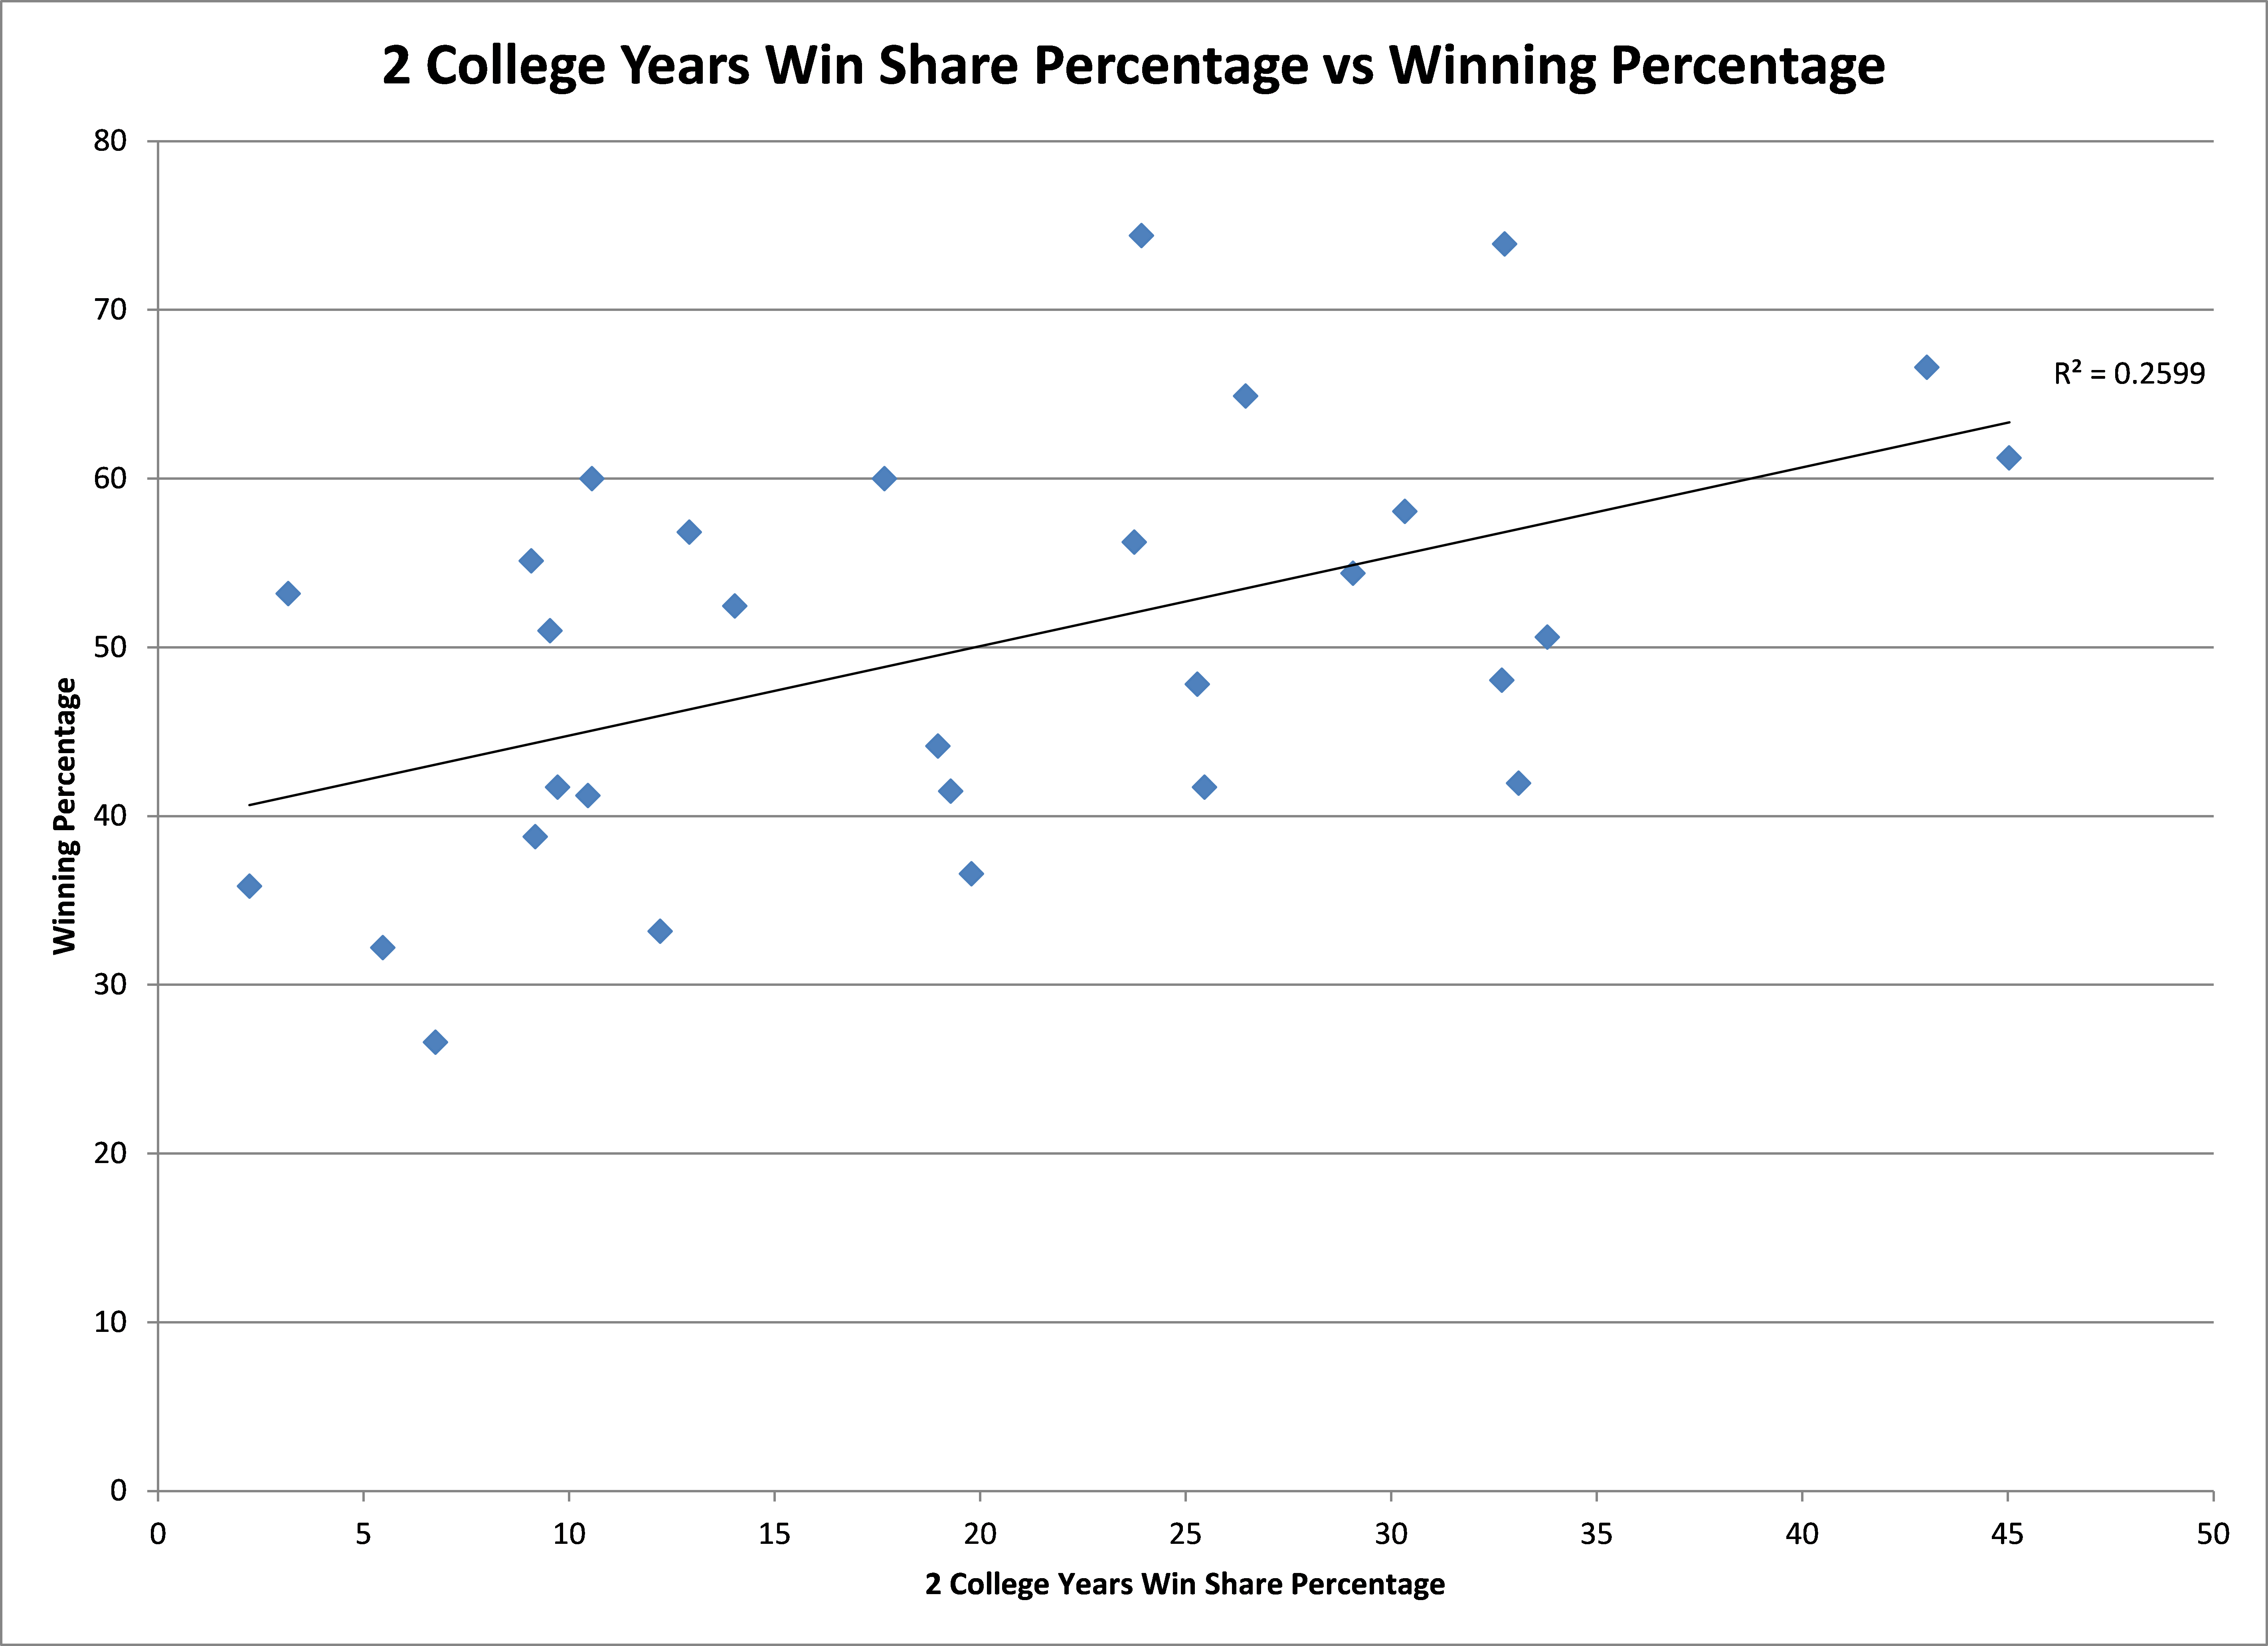 2 College Years Win Share Percentage vs Winning Percentage
80
70
60
50
40
30
20
10
0
Winning Percentage
R² = 0.2599
0 5 10 15 20 25 30 35 40 45 50
2 College Years Win Share Percentage